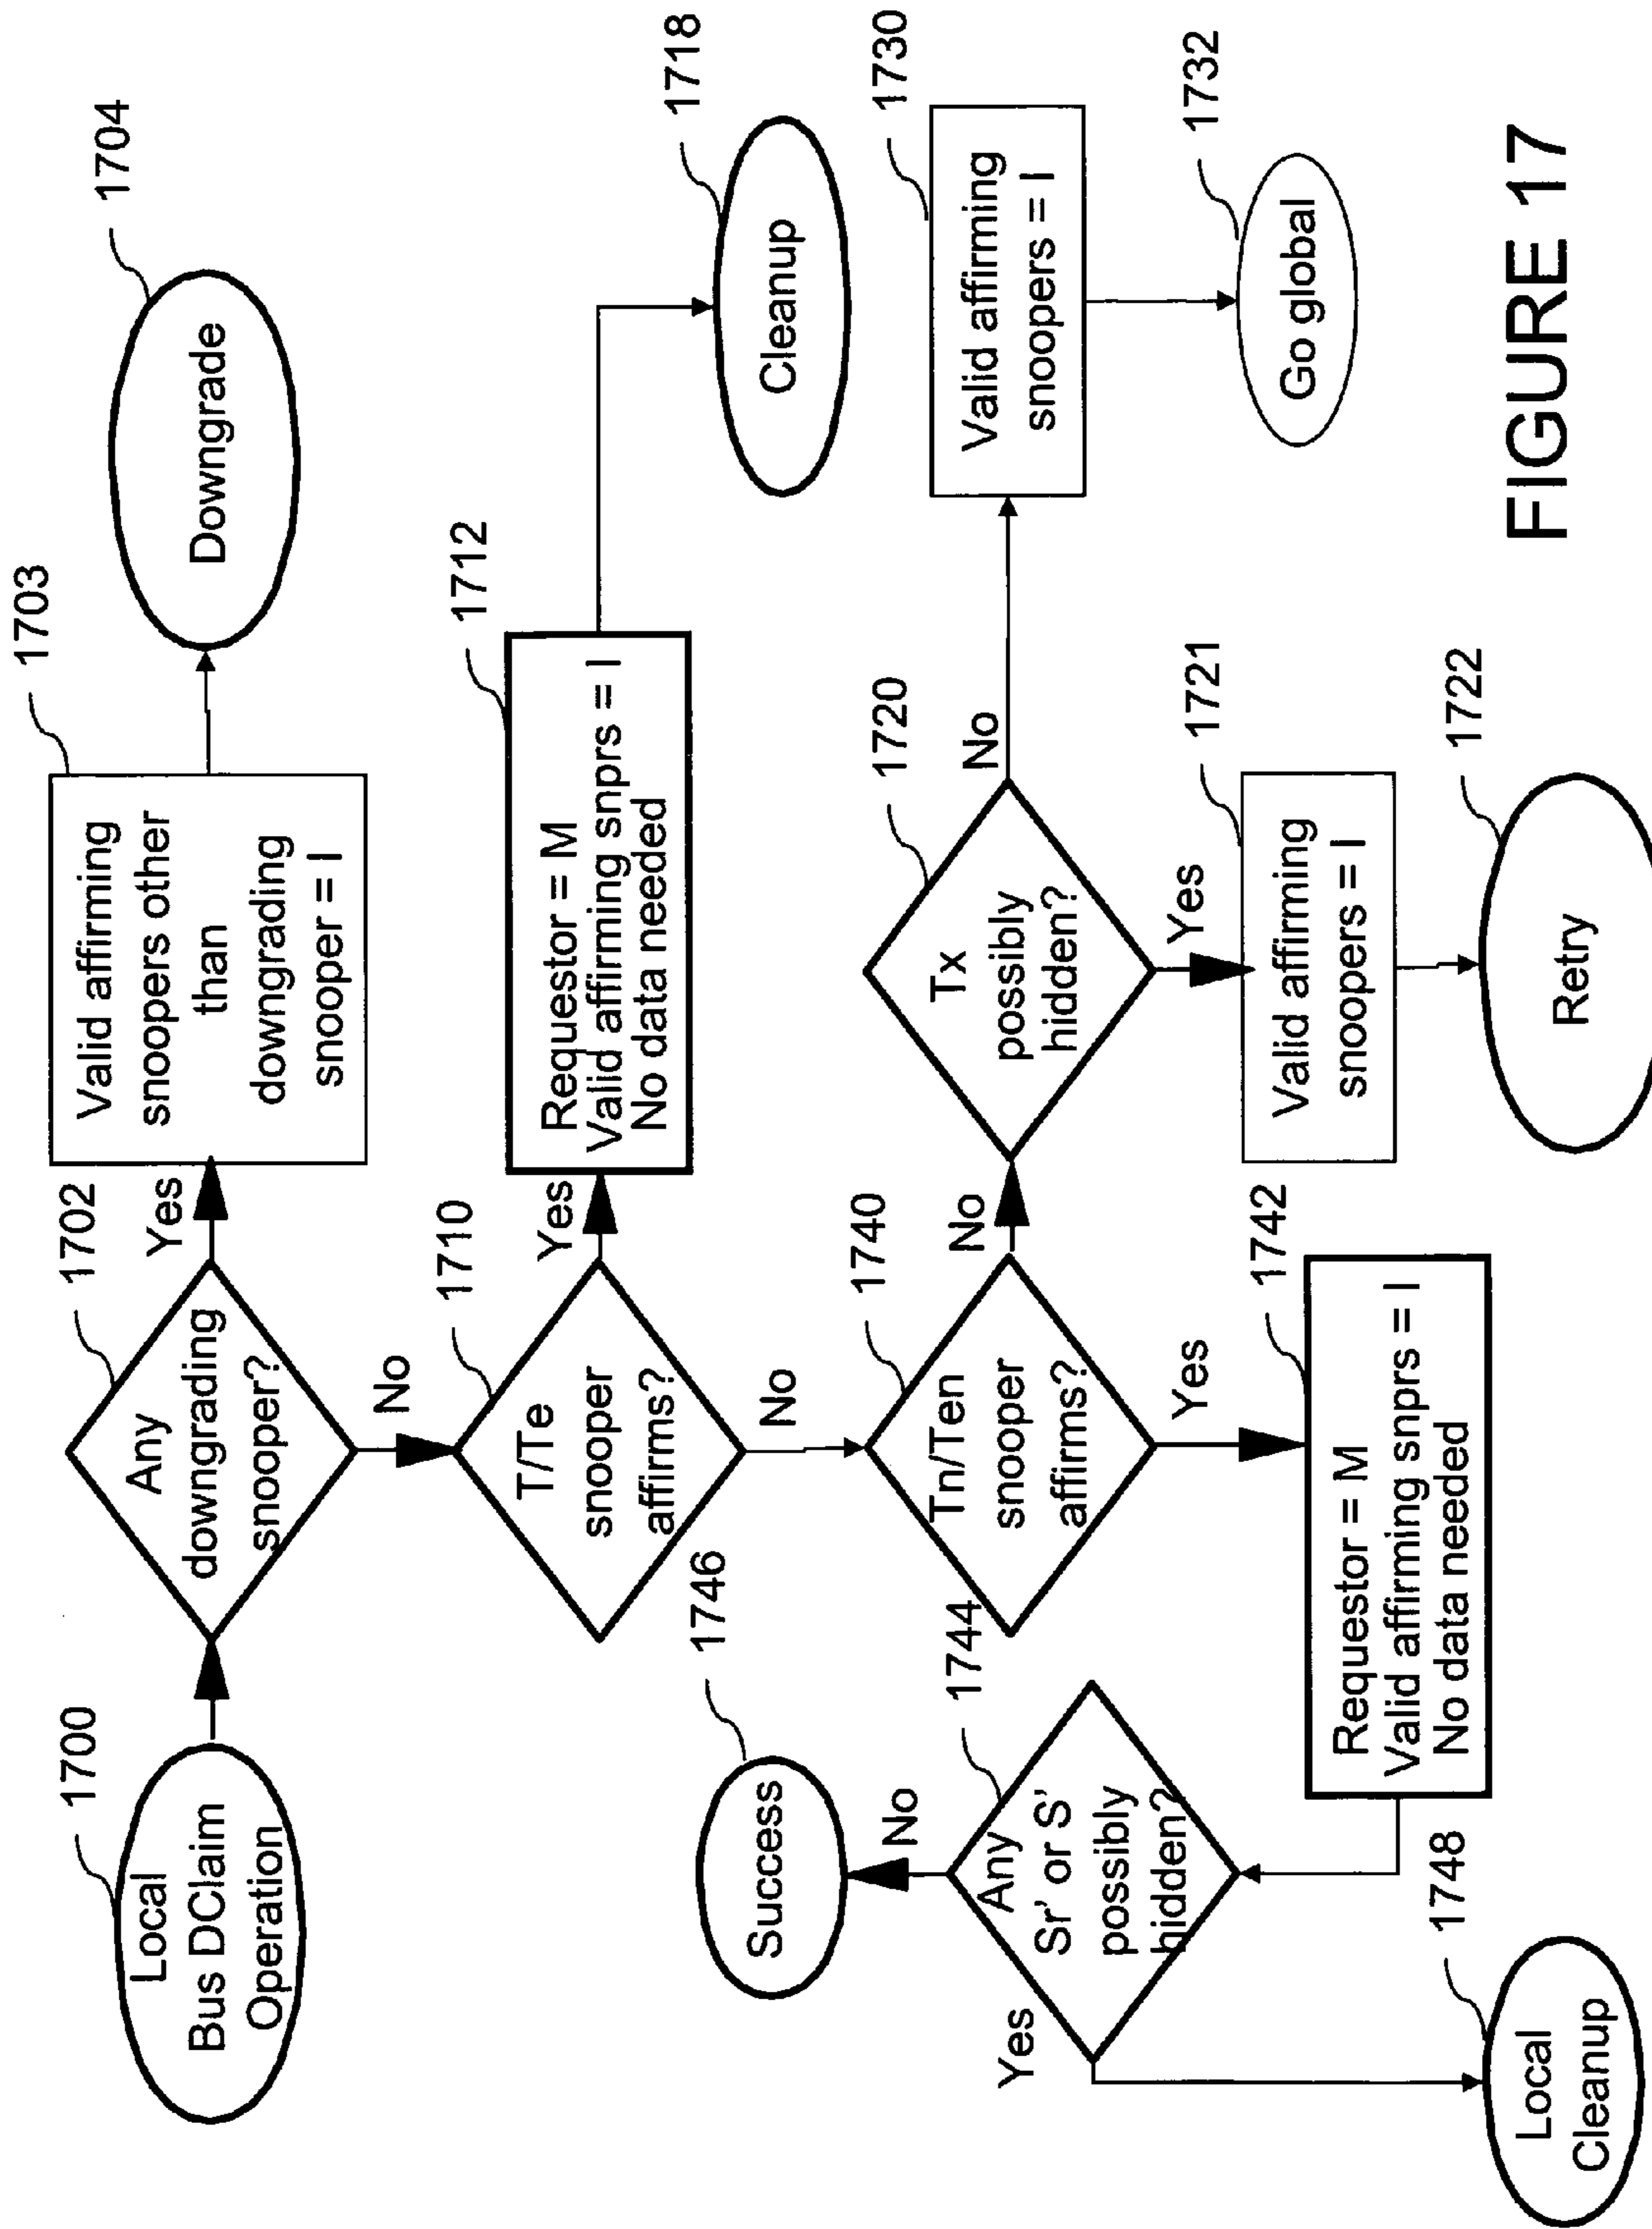 1700
Local
Bus DClaim
Operation
1702
Any
downgrading
snooper?
Yes
No
1703
Valid affirming
snoopers other
than
downgrading
snooper = I
1704
Downgrade
1710
T/Te
snooper
affirms?
Yes
No
1712
Requestor = M
Valid affirming snprs = I
No data needed
1718
Cleanup
1740
Tn/Ten
snooper
affirms?
No
Yes
1720
Tx
possibly
hidden?
No
Yes
1730
Valid affirming
snoopers = I
1732
Go global
1721
Valid affirming
snoopers = I
1722
Retry
1742
Requestor = M
Valid affirming snprs = I
No data needed
1744
Any
Sr' or S'
possibly
hidden?
No
Yes
1746
Success
1748
Local
Cleanup
FIGURE 17